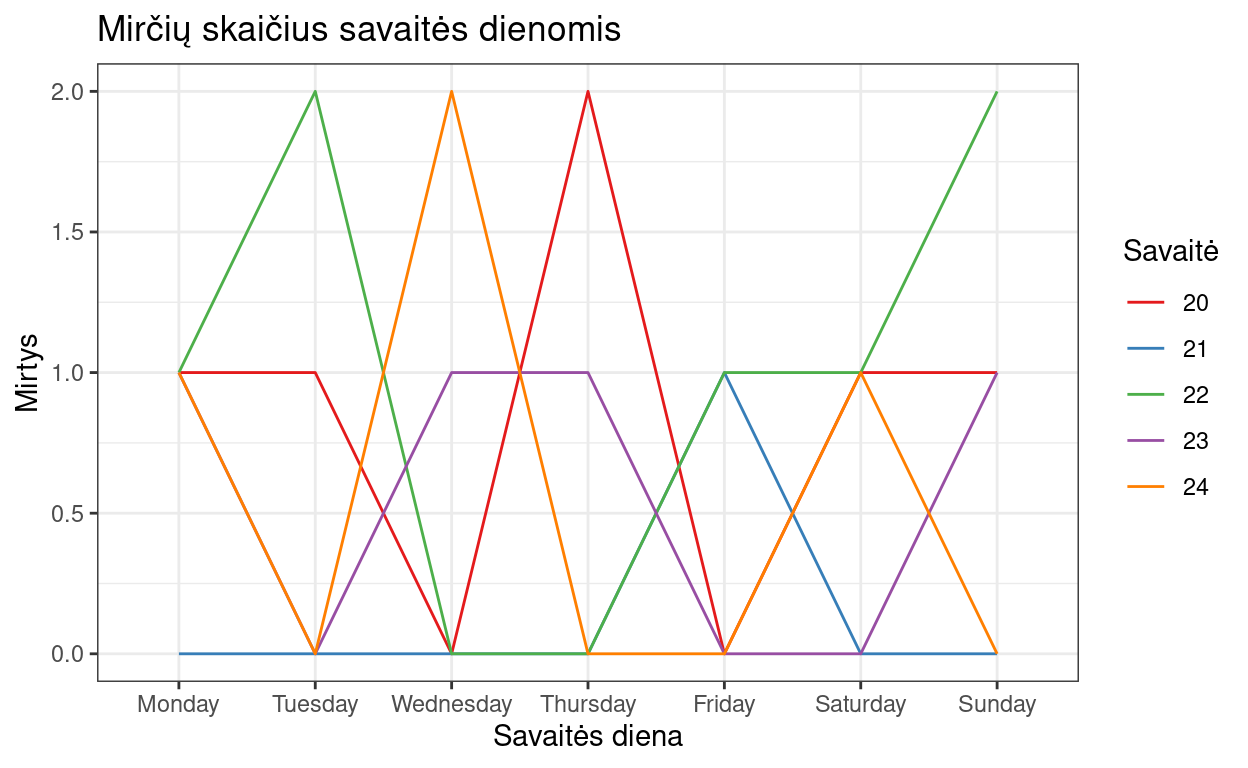 Mirčių skaičius savaitės dienomis
2.0
1.5
1.0
0.5
0.0
Mirtys
Monday Tuesday Wednesday Thursday Friday Saturday Sunday
Savaitės diena
Savaitė
20
21
22
23
24